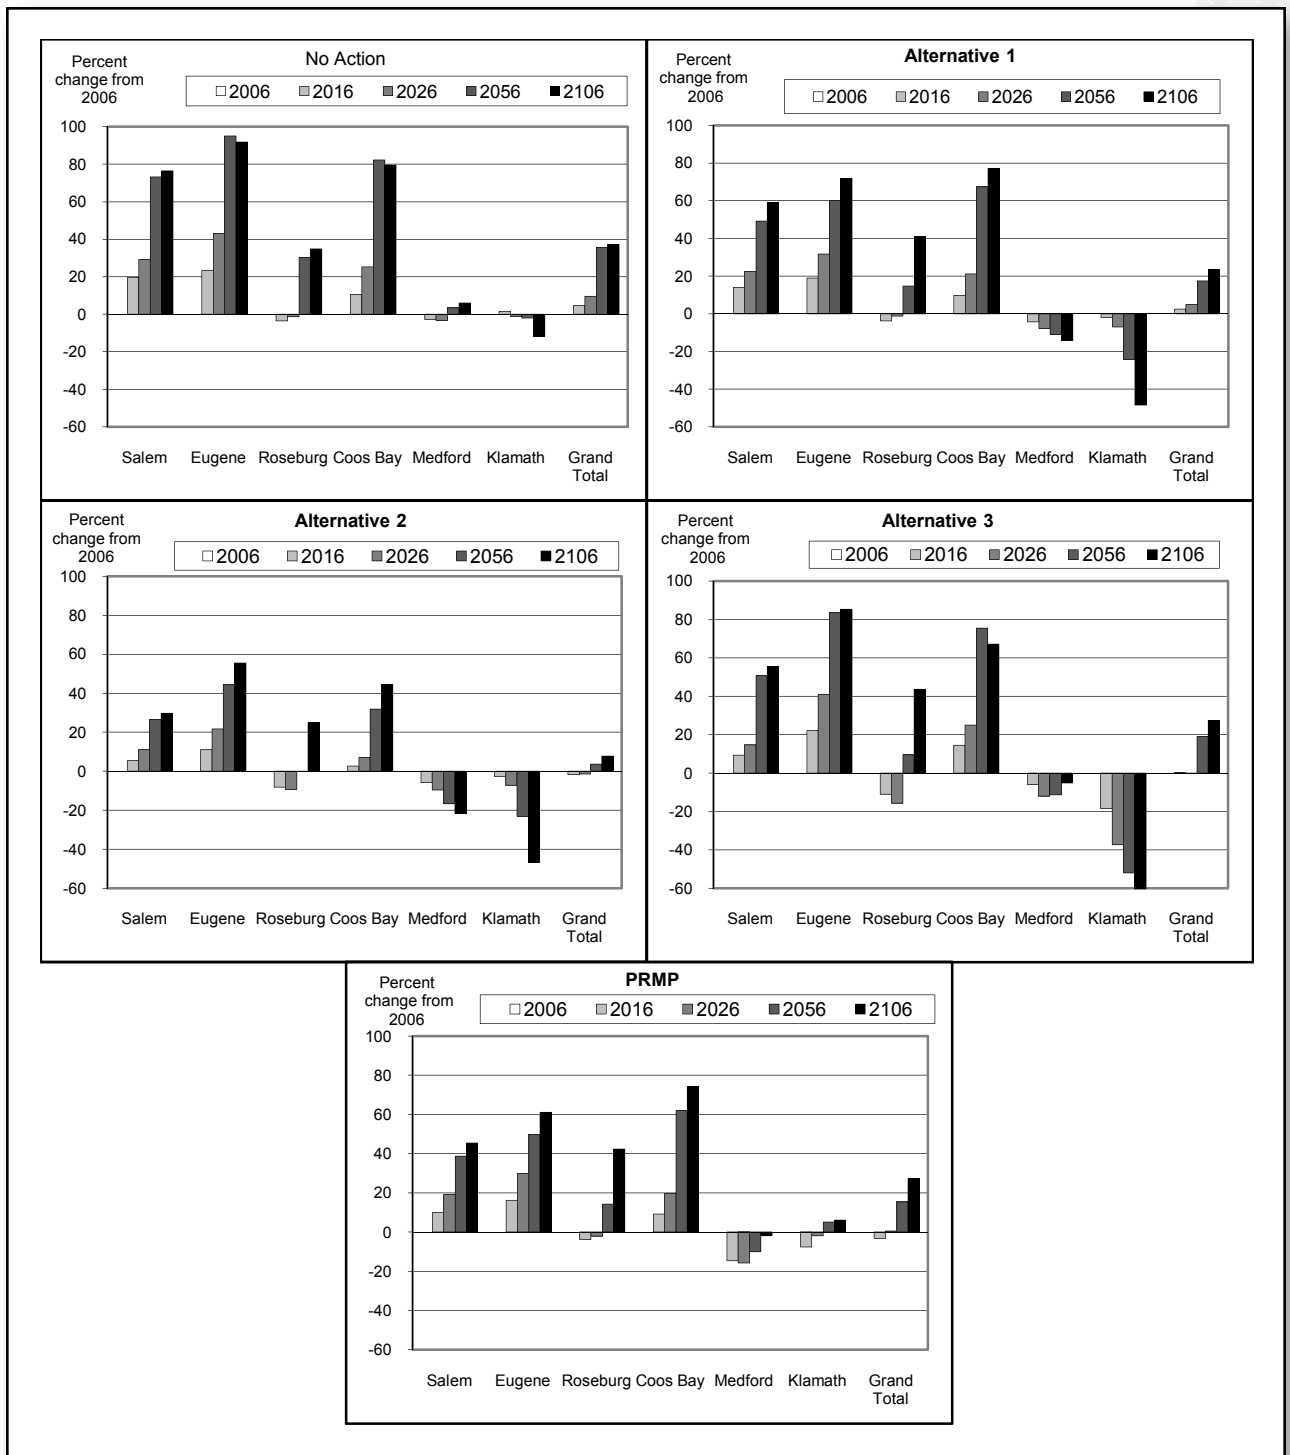 No Action
Percent
change from
2006
2006 2016 2026 2056 2106
100
80
60
40
20
0
-20
-40
-60
Salem Eugene Roseburg Coos Bay Medford Klamath Grand
Total
Alternative 1
Percent
change from
2006
2006 2016 2026 2056 2106
100
80
60
40
20
0
-20
-40
-60
Salem Eugene Roseburg Coos Bay Medford Klamath Grand
Total
Alternative 2
Percent
change from
2006
2006 2016 2026 2056 2106
100
80
60
40
20
0
-20
-40
-60
Salem Eugene Roseburg Coos Bay Medford Klamath Grand
Total
Alternative 3
Percent
change from
2006
2006 2016 2026 2056 2106
100
80
60
40
20
0
-20
-40
-60
Salem Eugene Roseburg Coos Bay Medford Klamath Grand
Total
PRMP
Percent
change from
2006
2006 2016 2026 2056 2106
100
80
60
40
20
0
-20
-40
-60
Salem Eugene Roseburg Coos Bay Medford Klamath Grand
Total